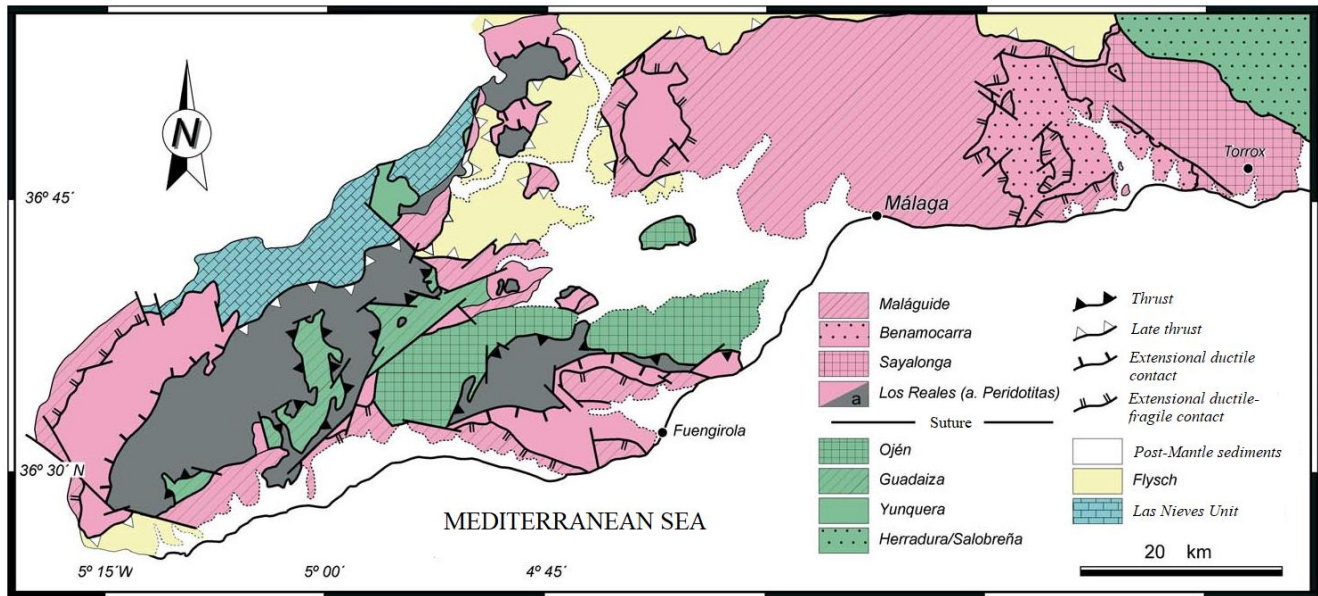 N
36º 45´
36º 30´ N
5º 15´W
5º 00´
4º 45´
Torrox
Málaga
Fuengirola
MEDITERRANEAN SEA
Maláguide
Benamocarra
Sayalonga
a
Los Reales (a. Peridotitas)
Suture
Ojén
Guadaiza
Yunquera
Herradura/Salobreña
Thrust
Late thrust
Extensional ductile
contact
Extensional ductile-
fragile contact
Post-Mantle sediments
Flysch
Las Nieves Unit
20 km